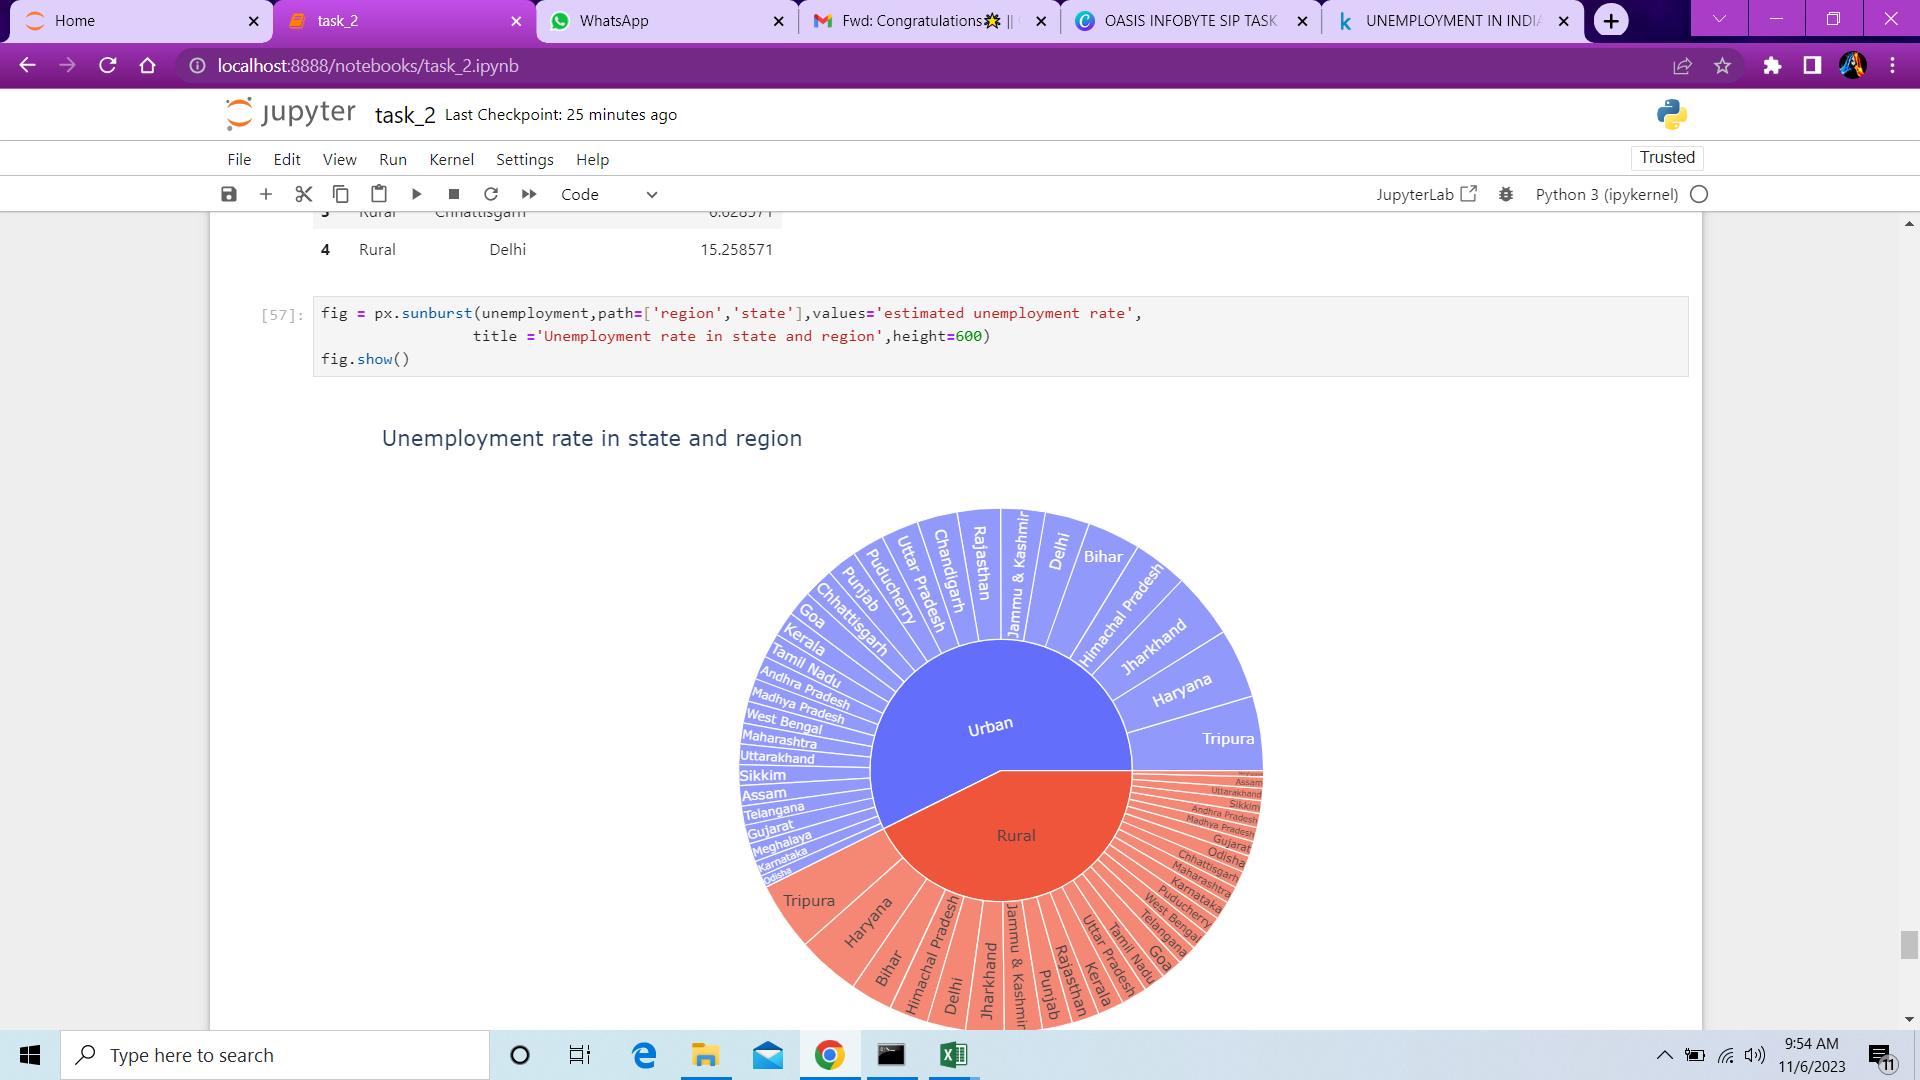 Home
task_2
WhatsApp
Fwd: Congratulations🌟 ||
OASIS INFOBYTE SIP TASK
UNEMPLOYMENT IN INDIA
localhost:8888/notebooks/task_2.ipynb
jupyter task_2 Last Checkpoint: 25 minutes ago
File Edit View Run Kernel Settings Help
Trusted
Code
JupyterLab
Python 3 (ipykernel)
3 Rural Chhattisgarh 6.628571
4 Rural Delhi 15.258571
[57]:
fig = px.sunburst(unemployment,path=['region','state'],values='estimated unemployment rate',
title ='Unemployment rate in state and region',height=600)
fig.show()
Unemployment rate in state and region
Urban
Tripura
Haryana
Jharkhand
Himachal Pradesh
Bihar
Delhi
Jammu & Kashmir
Rajasthan
Chandigarh
Uttar Pradesh
Puducherry
Punjab
Chhattisgarh
Goa
Kerala
Tamil Nadu
Andhra Pradesh
Madhya Pradesh
West Bengal
Maharashtra
Uttarakhand
Sikkim
Assam
Telangana
Gujarat
Meghalaya
Karnataka
Odisha
Rural
Tripura
Haryana
Bihar
Himachal Pradesh
Delhi
Jharkhand
Jammu & Kashmir
Punjab
Rajasthan
Kerala
Uttar Pradesh
Tamil Nadu
Goa
Telangana
West Bengal
Puducherry
Karnataka
Maharashtra
Chhattisgarh
Odisha
Gujarat
Madhya Pradesh
Andhra Pradesh
Sikkim
Uttarakhand
Assam
Type here to search
9:54 AM
11/6/2023
11